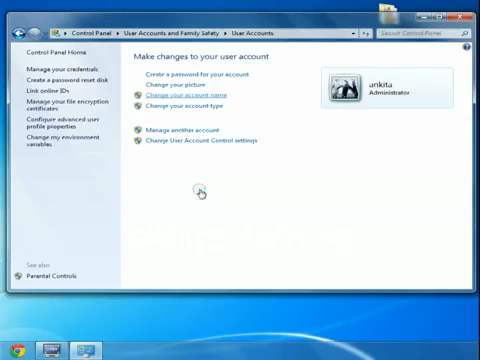 Control Panel ▸ User Accounts and Family Safety ▸ User Accounts
Search Control Panel
Control Panel Home
Manage your credentials
Create a password reset disk
Link online IDs
Manage your file encryption
certificates
Configure advanced user
profile properties
Change my environment
variables
See also
Parental Controls
Make changes to your user account
Create a password for your account
Change your picture
Change your account name
Change your account type
Manage another account
Change User Account Control settings
ankita
Administrator